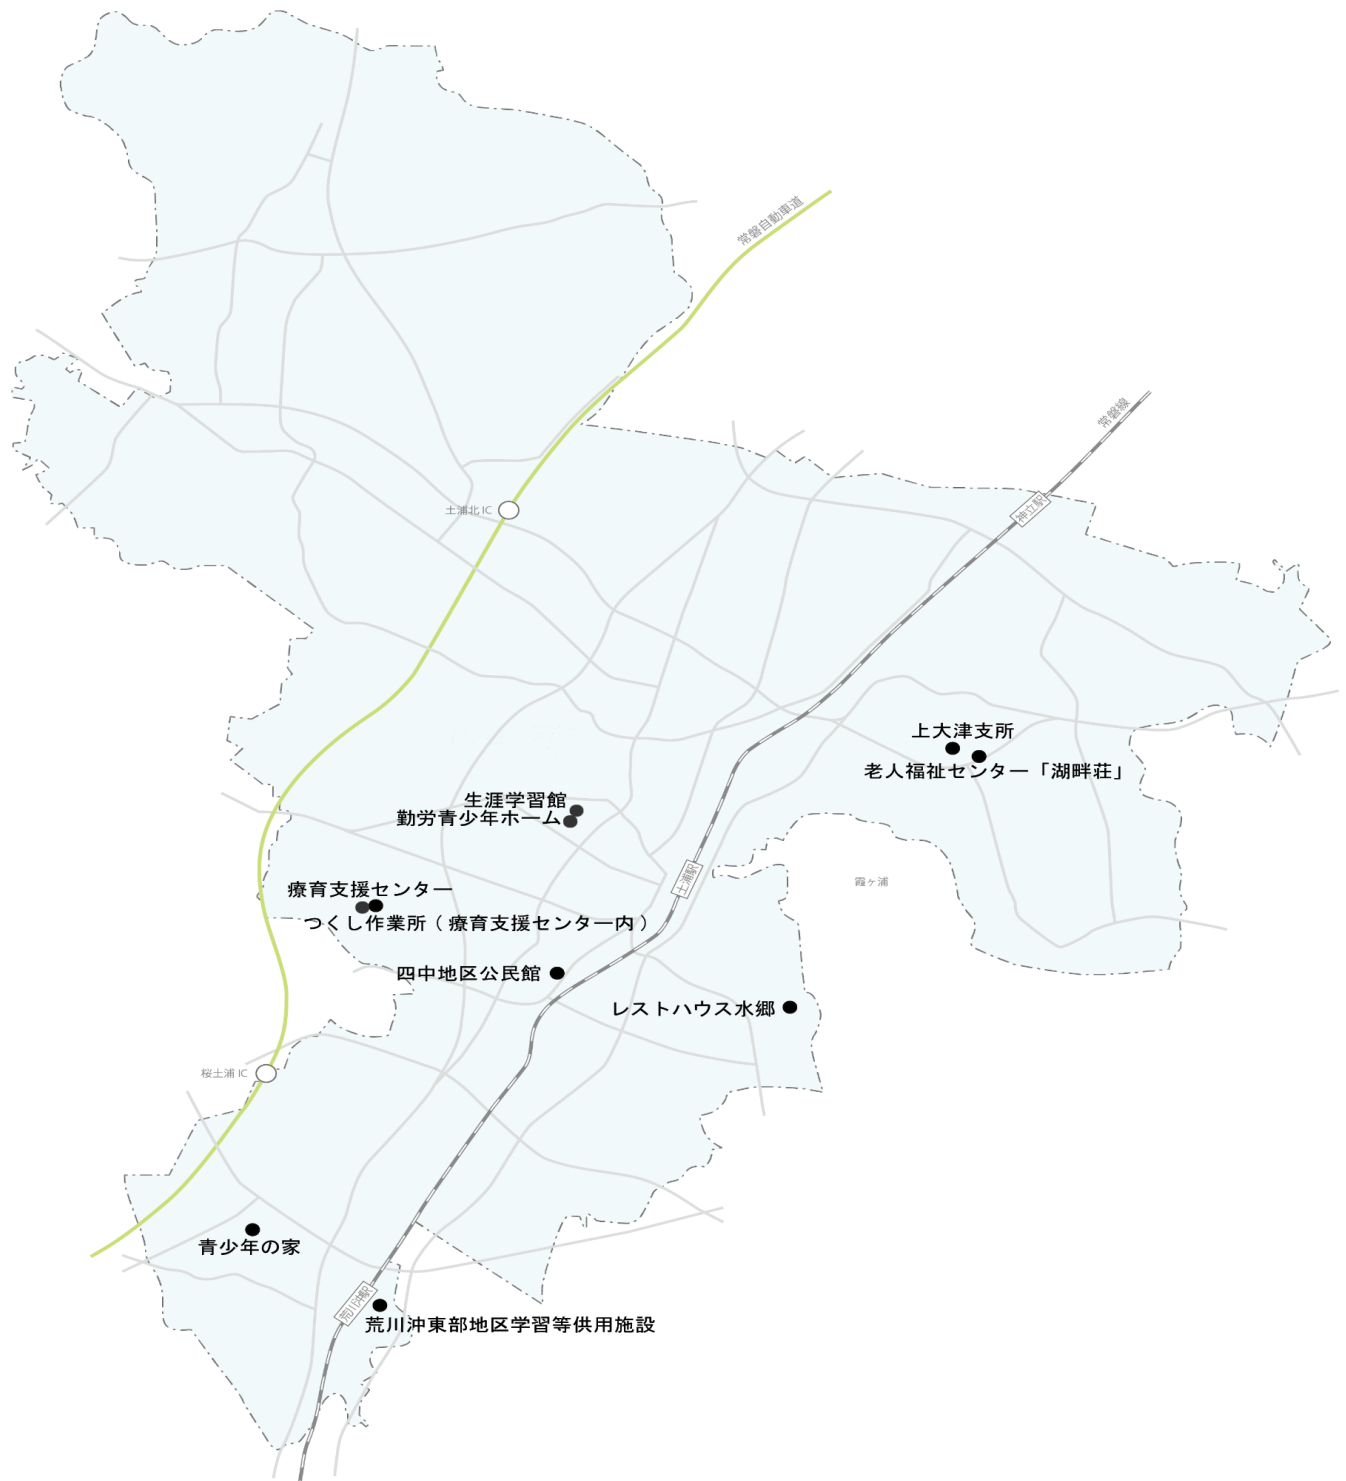 常磐自動車道
常磐線
神立駅
土浦北IC
上大津支所
老人福祉センター「湖畔荘」
生涯学習館
勤労青少年ホーム
土浦駅
霞ヶ浦
療育支援センター
つくし作業所(療育支援センター内)
四中地区公民館
レストハウス水郷
桜土浦IC
青少年の家
荒川沖駅
荒川沖東部地区学習等供用施設